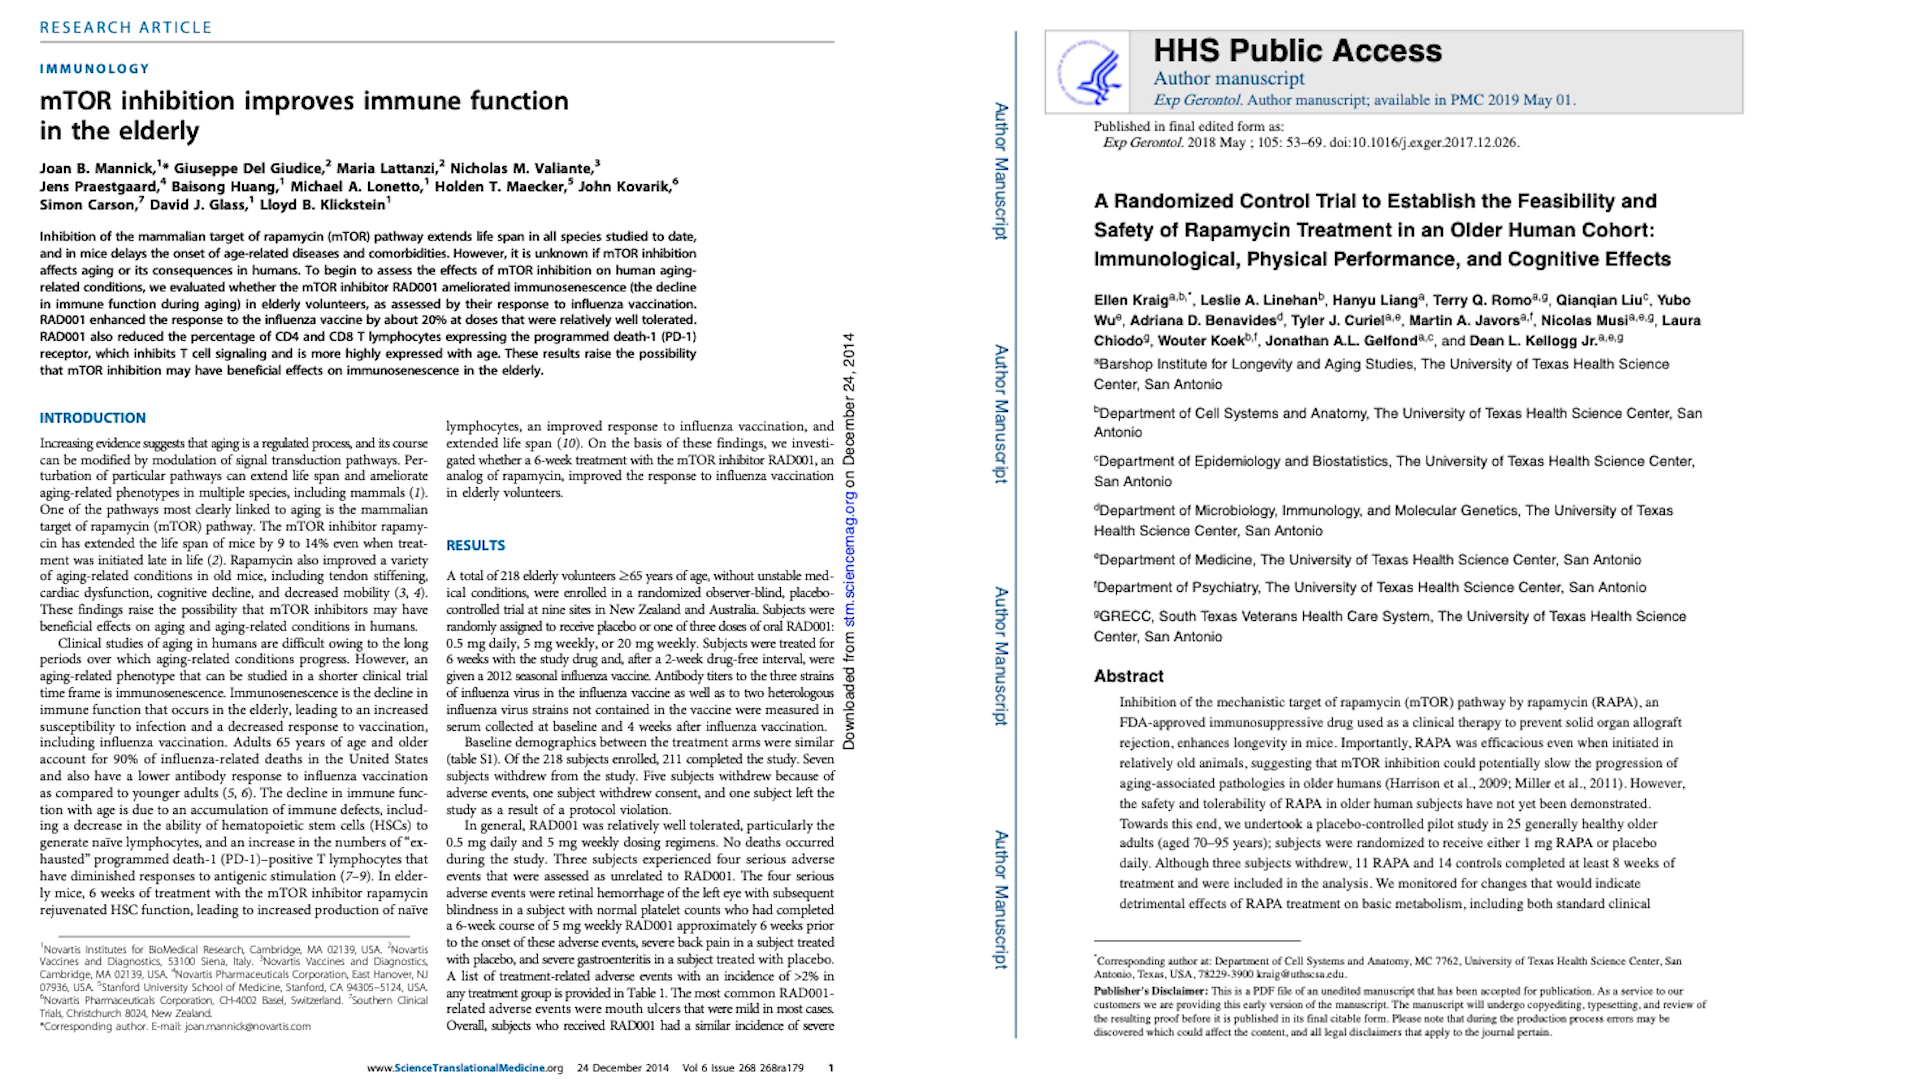 RESEARCH ARTICLE
IMMUNOLOGY
mTOR inhibition improves immune function
in the elderly
Joan B. Mannick,1* Giuseppe Del Giudice,2 Maria Lattanzi,2 Nicholas M. Valiante,3
Jens Praestgaard,4 Baisong Huang,1 Michael A. Lonetto,1 Holden T. Maecker,5 John Kovarik,6
Simon Carson,7 David J. Glass,1 Lloyd B. Klickstein1
Inhibition of the mammalian target of rapamycin (mTOR) pathway extends life span in all species studied to date,
and in mice delays the onset of age-related diseases and comorbidities. However, it is unknown if mTOR inhibition
affects aging or its consequences in humans. To begin to assess the effects of mTOR inhibition on human aging-
related conditions, we evaluated whether the mTOR inhibitor RAD001 ameliorated immunosenescence (the decline
in immune function during aging) in elderly volunteers, as assessed by their response to influenza vaccination.
RAD001 enhanced the response to the influenza vaccine by about 20% at doses that were relatively well tolerated.
RAD001 also reduced the percentage of CD4 and CD8 T lymphocytes expressing the programmed death-1 (PD-1)
receptor, which inhibits T cell signaling and is more highly expressed with age. These results raise the possibility
that mTOR inhibition may have beneficial effects on immunosenescence in the elderly.
INTRODUCTION
Increasing evidence suggests that aging is a regulated process, and its course
can be modified by modulation of signal transduction pathways. Per-
turbation of particular pathways can extend life span and ameliorate
aging-related phenotypes in multiple species, including mammals (1).
One of the pathways most clearly linked to aging is the mammalian
target of rapamycin (mTOR) pathway. The mTOR inhibitor rapamy-
cin has extended the life span of mice by 9 to 14% even when treat-
ment was initiated late in life (2). Rapamycin also improved a variety
of aging-related conditions in old mice, including tendon stiffening,
cardiac dysfunction, cognitive decline, and decreased mobility (3, 4).
These findings raise the possibility that mTOR inhibitors may have
beneficial effects on aging and aging-related conditions in humans.
Clinical studies of aging in humans are difficult owing to the long
periods over which aging-related conditions progress. However, an
aging-related phenotype that can be studied in a shorter clinical trial
time frame is immunosenescence. Immunosenescence is the decline in
immune function that occurs in the elderly, leading to an increased
susceptibility to infection and a decreased response to vaccination,
including influenza vaccination. Adults 65 years of age and older
account for 90% of influenza-related deaths in the United States
and also have a lower antibody response to influenza vaccination
as compared to younger adults (5, 6). The decline in immune func-
tion with age is due to an accumulation of immune defects, includ-
ing a decrease in the ability of hematopoietic stem cells (HSCs) to
generate naïve lymphocytes, and an increase in the numbers of “ex-
hausted” programmed death-1 (PD-1)–positive T lymphocytes that
have diminished responses to antigenic stimulation (7–9). In elder-
ly mice, 6 weeks of treatment with the mTOR inhibitor rapamycin
rejuvenated HSC function, leading to increased production of naïve
1Novartis Institutes for BioMedical Research, Cambridge, MA 02139, USA. 2Novartis
Vaccines and Diagnostics, 53100 Siena, Italy. 3Novartis Vaccines and Diagnostics,
Cambridge, MA 02139, USA. 4Novartis Pharmaceuticals Corporation, East Hanover, NJ
07936, USA. 5Stanford University School of Medicine, Stanford, CA 94305–5124, USA.
6Novartis Pharmaceuticals Corporation, CH-4002 Basel, Switzerland. 7Southern Clinical
Trials, Christchurch 8024, New Zealand.
*Corresponding author. E-mail: joan.mannick@novartis.com
lymphocytes, an improved response to influenza vaccination, and
extended life span (10). On the basis of these findings, we investi-
gated whether a 6-week treatment with the mTOR inhibitor RAD001, an
analog of rapamycin, improved the response to influenza vaccination
in elderly volunteers.
RESULTS
A total of 218 elderly volunteers ≥65 years of age, without unstable med-
ical conditions, were enrolled in a randomized observer-blind, placebo-
controlled trial at nine sites in New Zealand and Australia. Subjects were
randomly assigned to receive placebo or one of three doses of oral RAD001:
0.5 mg daily, 5 mg weekly, or 20 mg weekly. Subjects were treated for
6 weeks with the study drug and, after a 2-week drug-free interval, were
given a 2012 seasonal influenza vaccine. Antibody titers to the three strains
of influenza virus in the influenza vaccine as well as to two heterologous
influenza virus strains not contained in the vaccine were measured in
serum collected at baseline and 4 weeks after influenza vaccination.
Baseline demographics between the treatment arms were similar
(table S1). Of the 218 subjects enrolled, 211 completed the study. Seven
subjects withdrew from the study. Five subjects withdrew because of
adverse events, one subject withdrew consent, and one subject left the
study as a result of a protocol violation.
In general, RAD001 was relatively well tolerated, particularly the
0.5 mg daily and 5 mg weekly dosing regimens. No deaths occurred
during the study. Three subjects experienced four serious adverse
events that were assessed as unrelated to RAD001. The four serious
adverse events were retinal hemorrhage of the left eye with subsequent
blindness in a subject with normal platelet counts who had completed
a 6-week course of 5 mg weekly RAD001 approximately 6 weeks prior
to the onset of these adverse events, severe back pain in a subject treated
with placebo, and severe gastroenteritis in a subject treated with placebo.
A list of treatment-related adverse events with an incidence of >2% in
any treatment group is provided in Table 1. The most common RAD001-
related adverse events were mouth ulcers that were mild in most cases.
Overall, subjects who received RAD001 had a similar incidence of severe
www.ScienceTranslationalMedicine.org 24 December 2014 Vol 6 Issue 268 268ra179 1
Downloaded from stm.sciencemag.org on December 24, 2014
Author Manuscript
Author Manuscript
Author Manuscript
Author Manuscript
HHS Public Access
Author manuscript
Exp Gerontol. Author manuscript; available in PMC 2019 May 01.
Published in final edited form as:
Exp Gerontol. 2018 May ; 105: 53–69. doi:10.1016/j.exger.2017.12.026.
A Randomized Control Trial to Establish the Feasibility and
Safety of Rapamycin Treatment in an Older Human Cohort:
Immunological, Physical Performance, and Cognitive Effects
Ellen Kraiga,b,*, Leslie A. Linehanb, Hanyu Lianga, Terry Q. Romoa,g, Qianqian Liuc, Yubo
Wue, Adriana D. Benavidesd, Tyler J. Curiela,e, Martin A. Javorsa,f, Nicolas Musia,e,g, Laura
Chiodog, Wouter Koekb,f, Jonathan A.L. Gelfonda,c, and Dean L. Kellogg Jr.a,e,g
aBarshop Institute for Longevity and Aging Studies, The University of Texas Health Science
Center, San Antonio
bDepartment of Cell Systems and Anatomy, The University of Texas Health Science Center, San
Antonio
cDepartment of Epidemiology and Biostatistics, The University of Texas Health Science Center,
San Antonio
dDepartment of Microbiology, Immunology, and Molecular Genetics, The University of Texas
Health Science Center, San Antonio
eDepartment of Medicine, The University of Texas Health Science Center, San Antonio
fDepartment of Psychiatry, The University of Texas Health Science Center, San Antonio
gGRECC, South Texas Veterans Health Care System, The University of Texas Health Science
Center, San Antonio
Abstract
Inhibition of the mechanistic target of rapamycin (mTOR) pathway by rapamycin (RAPA), an
FDA-approved immunosuppressive drug used as a clinical therapy to prevent solid organ allograft
rejection, enhances longevity in mice. Importantly, RAPA was efficacious even when initiated in
relatively old animals, suggesting that mTOR inhibition could potentially slow the progression of
aging-associated pathologies in older humans (Harrison et al., 2009; Miller et al., 2011). However,
the safety and tolerability of RAPA in older human subjects have not yet been demonstrated.
Towards this end, we undertook a placebo-controlled pilot study in 25 generally healthy older
adults (aged 70–95 years); subjects were randomized to receive either 1 mg RAPA or placebo
daily. Although three subjects withdrew, 11 RAPA and 14 controls completed at least 8 weeks of
treatment and were included in the analysis. We monitored for changes that would indicate
detrimental effects of RAPA treatment on basic metabolism, including both standard clinical
*Corresponding author at: Department of Cell Systems and Anatomy, MC 7762, University of Texas Health Science Center, San
Antonio, Texas, USA, 78229-3900 kraig@uthscsa.edu.
Publisher's Disclaimer: This is a PDF file of an unedited manuscript that has been accepted for publication. As a service to our
customers we are providing this early version of the manuscript. The manuscript will undergo copyediting, typesetting, and review of
the resulting proof before it is published in its final citable form. Please note that during the production process errors may be
discovered which could affect the content, and all legal disclaimers that apply to the journal pertain.